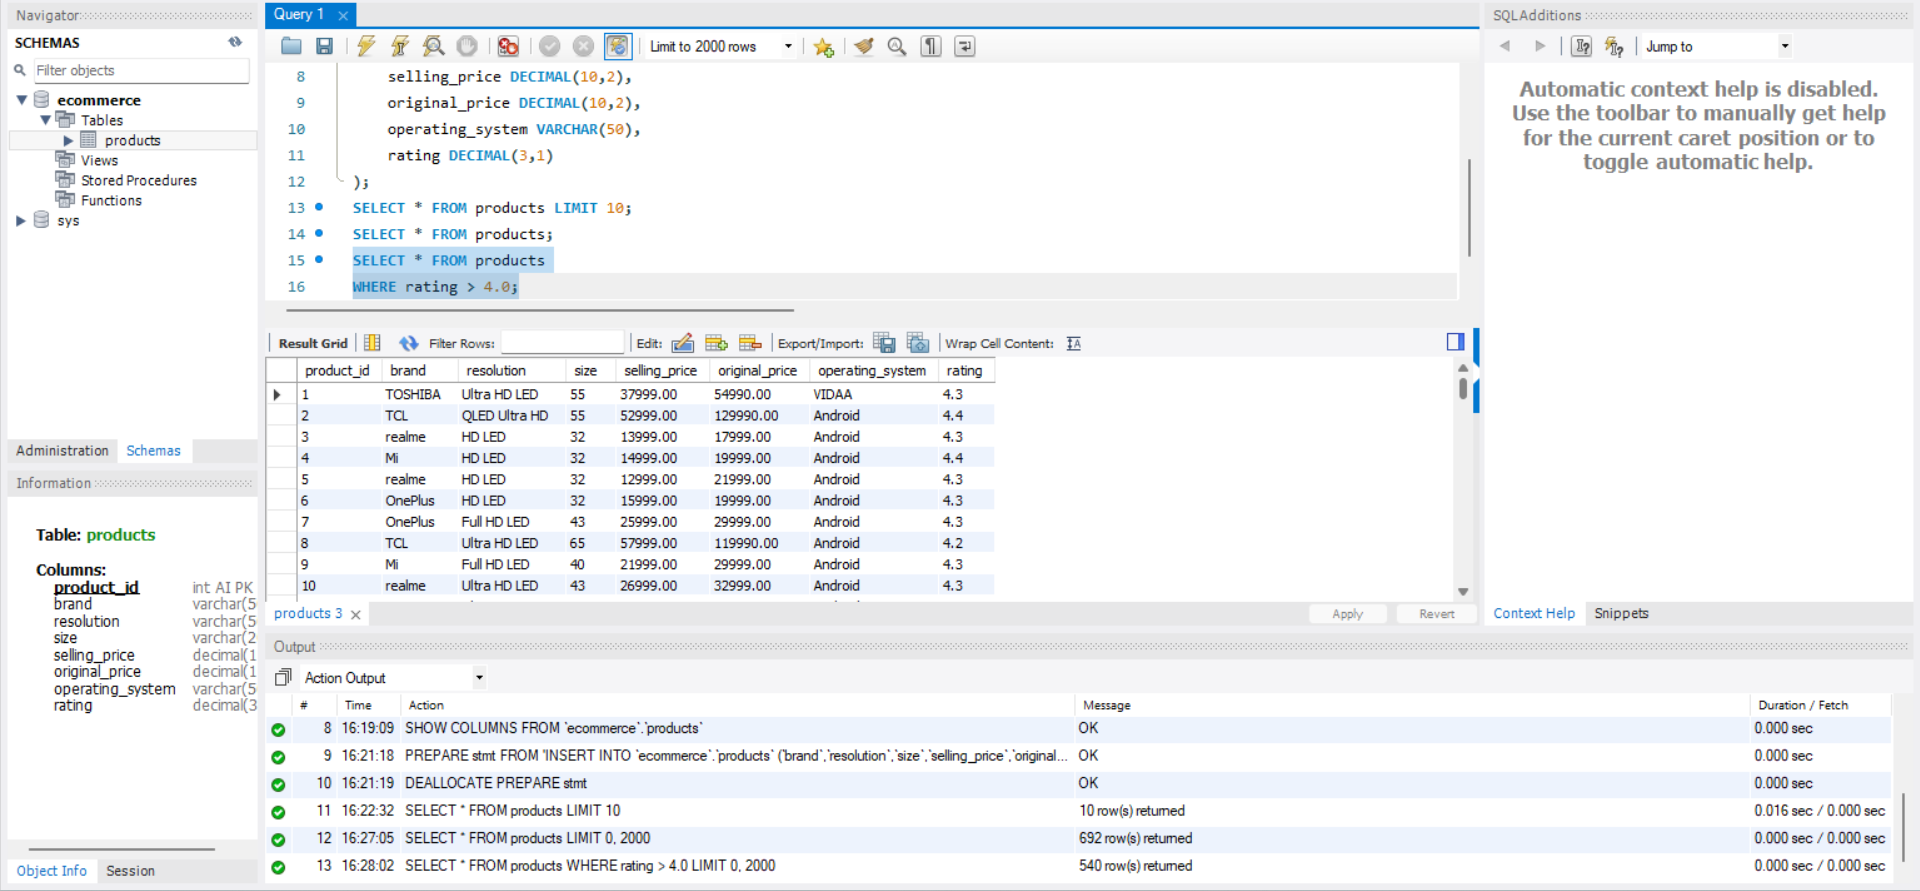 Navigator
SCHEMAS
Filter objects
ecommerce
Tables
products
Views
Stored Procedures
Functions
sys
Administration Schemas
Information
Table: products
Columns:
product_id int AI PK
brand varchar(5
resolution varchar(5
size varchar(2
selling_price decimal(1
original_price decimal(1
operating_system varchar(5
rating decimal(3
Object Info Session
Query 1
Limit to 2000 rows
8 selling_price DECIMAL(10,2),
9 original_price DECIMAL(10,2),
10 operating_system VARCHAR(50),
11 rating DECIMAL(3,1)
12 );
13 SELECT * FROM products LIMIT 10;
14 SELECT * FROM products;
15 SELECT * FROM products
16 WHERE rating > 4.0;
Result Grid Filter Rows: Edit: Export/Import: Wrap Cell Content:
product_id brand resolution size selling_price original_price operating_system rating
1 TOSHIBA Ultra HD LED 55 37999.00 54990.00 VIDAA 4.3
2 TCL QLED Ultra HD 55 52999.00 129990.00 Android 4.4
3 realme HD LED 32 13999.00 17999.00 Android 4.3
4 Mi HD LED 32 14999.00 19999.00 Android 4.4
5 realme HD LED 32 12999.00 21999.00 Android 4.3
6 OnePlus HD LED 32 15999.00 19999.00 Android 4.3
7 OnePlus Full HD LED 43 25999.00 29999.00 Android 4.3
8 TCL Ultra HD LED 65 57999.00 119990.00 Android 4.2
9 Mi Full HD LED 40 21999.00 29999.00 Android 4.3
10 realme Ultra HD LED 43 26999.00 32999.00 Android 4.3
products 3 Apply Revert
Output
Action Output
# Time Action Message Duration / Fetch
8 16:19:09 SHOW COLUMNS FROM `ecommerce`.`products` OK 0.000 sec
9 16:21:18 PREPARE stmt FROM 'INSERT INTO `ecommerce`.`products` (`brand`,`resolution`,`size`,`selling_price`,`original... OK 0.000 sec
10 16:21:19 DEALLOCATE PREPARE stmt OK 0.000 sec
11 16:22:32 SELECT * FROM products LIMIT 10 10 row(s) returned 0.016 sec / 0.000 sec
12 16:27:05 SELECT * FROM products LIMIT 0, 2000 692 row(s) returned 0.000 sec / 0.000 sec
13 16:28:02 SELECT * FROM products WHERE rating > 4.0 LIMIT 0, 2000 540 row(s) returned 0.000 sec / 0.000 sec
SQLAdditions
Jump to
Automatic context help is disabled.
Use the toolbar to manually get help
for the current caret position or to
toggle automatic help.
Context Help Snippets